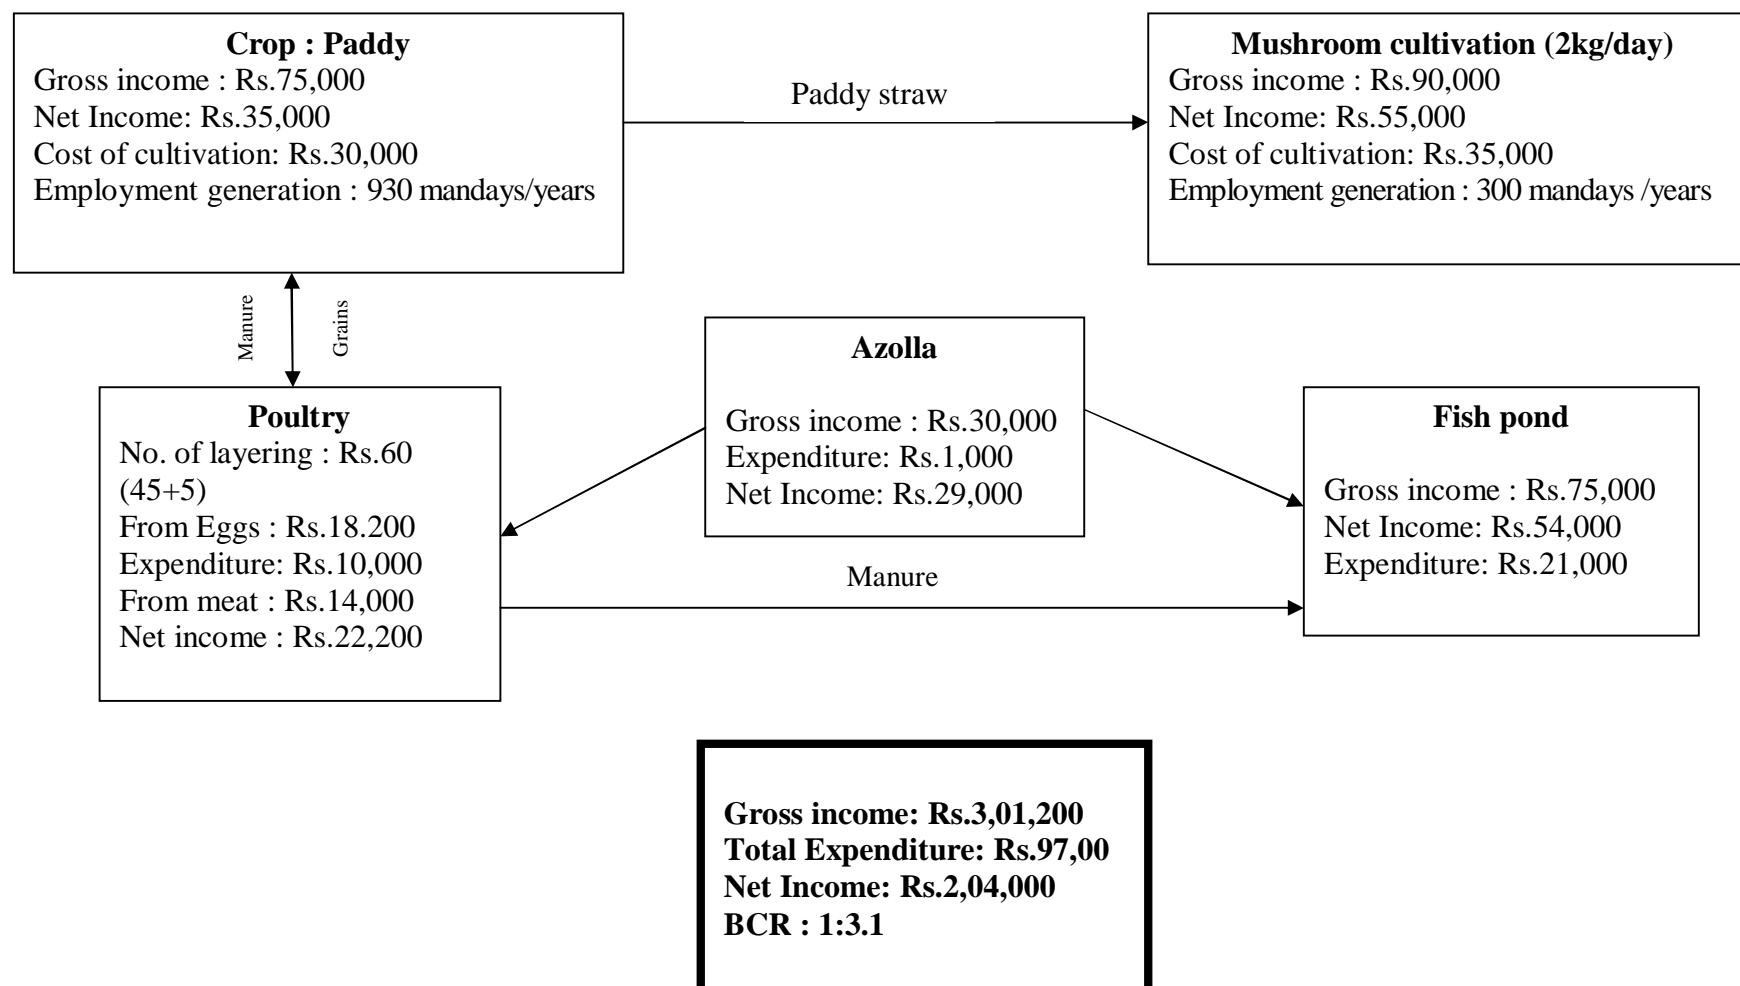 Crop : Paddy
Gross income : Rs.75,000
Net Income: Rs.35,000
Cost of cultivation: Rs.30,000
Employment generation : 930 mandays/years
Paddy straw
Mushroom cultivation (2kg/day)
Gross income : Rs.90,000
Net Income: Rs.55,000
Cost of cultivation: Rs.35,000
Employment generation : 300 mandays /years
Manure
Grains
Azolla
Gross income : Rs.30,000
Expenditure: Rs.1,000
Net Income: Rs.29,000
Poultry
No. of layering : Rs.60
(45+5)
From Eggs : Rs.18.200
Expenditure: Rs.10,000
From meat : Rs.14,000
Net income : Rs.22,200
Manure
Fish pond
Gross income : Rs.75,000
Net Income: Rs.54,000
Expenditure: Rs.21,000
Gross income: Rs.3,01,200
Total Expenditure: Rs.97,00
Net Income: Rs.2,04,000
BCR : 1:3.1